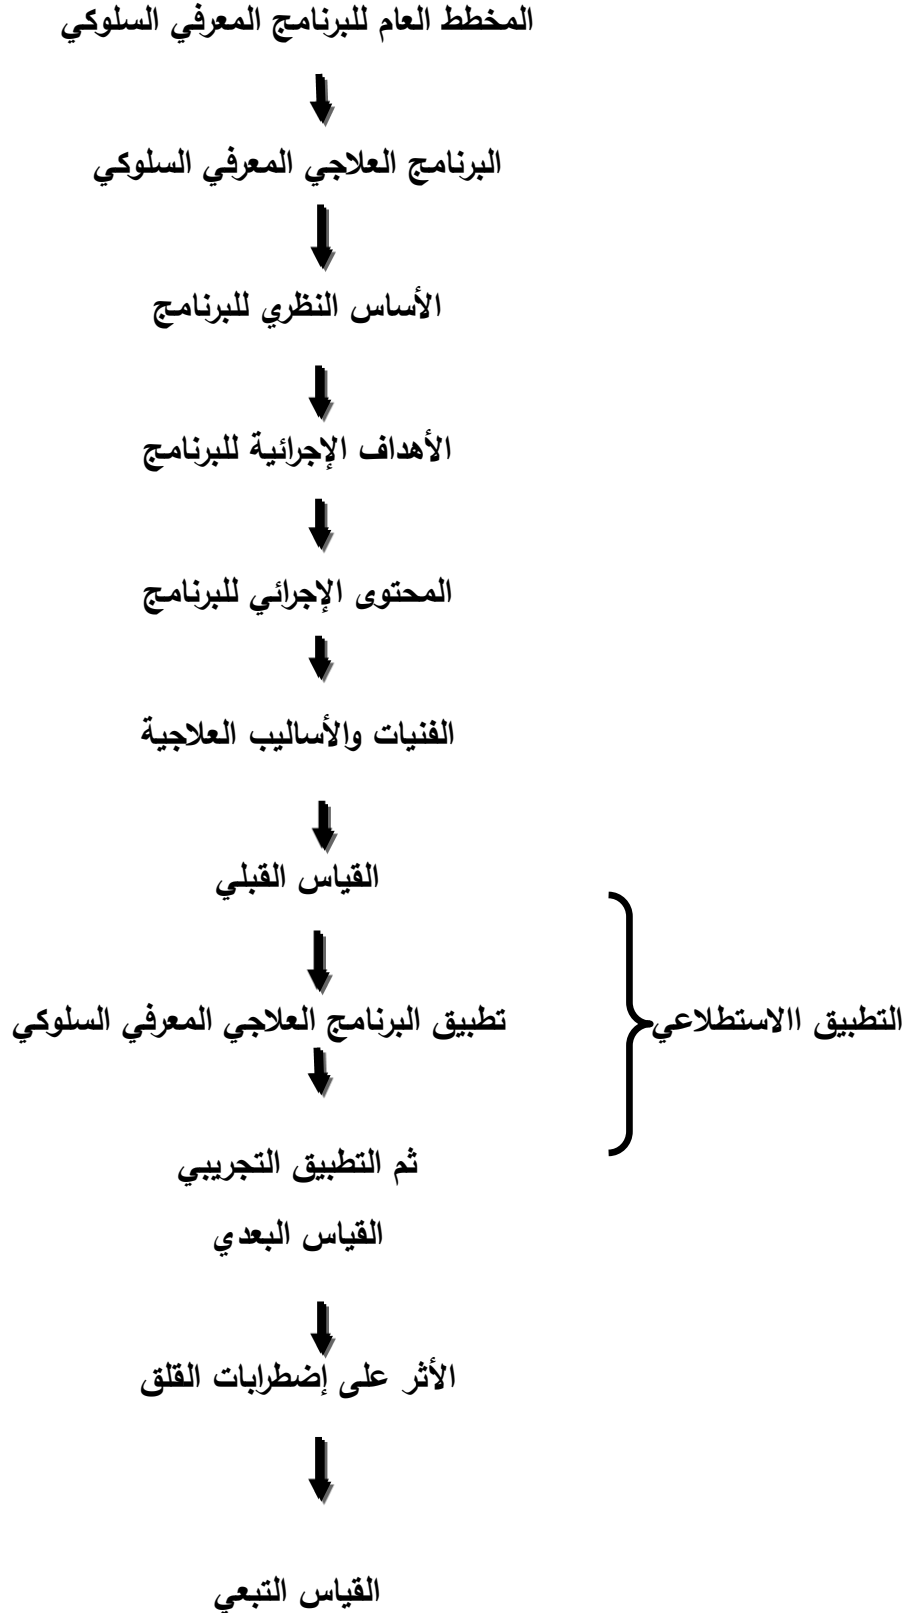 المخطط العام للبرنامج المعرفي السلوكي
البرنامج العلاجي المعرفي السلوكي
الأساس النظري للبرنامج
الأهداف الإجرائية للبرنامج
المحتوى الإجرائي للبرنامج
الفنيات والأساليب العلاجية
القياس القبلي
التطبيق االاستطلاعي
تطبيق البرنامج العلاجي المعرفي السلوكي
ثم التطبيق التجريبي
القياس البعدي
الأثر على إضطرابات القلق
القياس التبعي